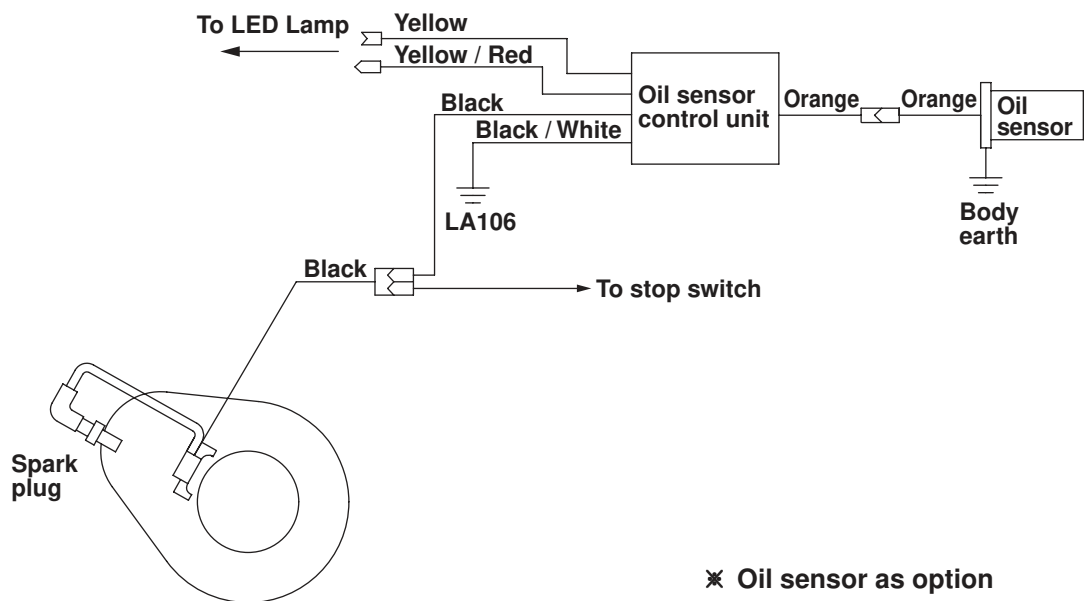 To LED Lamp
Yellow
Yellow / Red
Black
Black / White
Oil sensor
control unit
Orange
Orange
Oil
sensor
LA106
Body
earth
Black
To stop switch
Spark
plug
※ Oil sensor as option